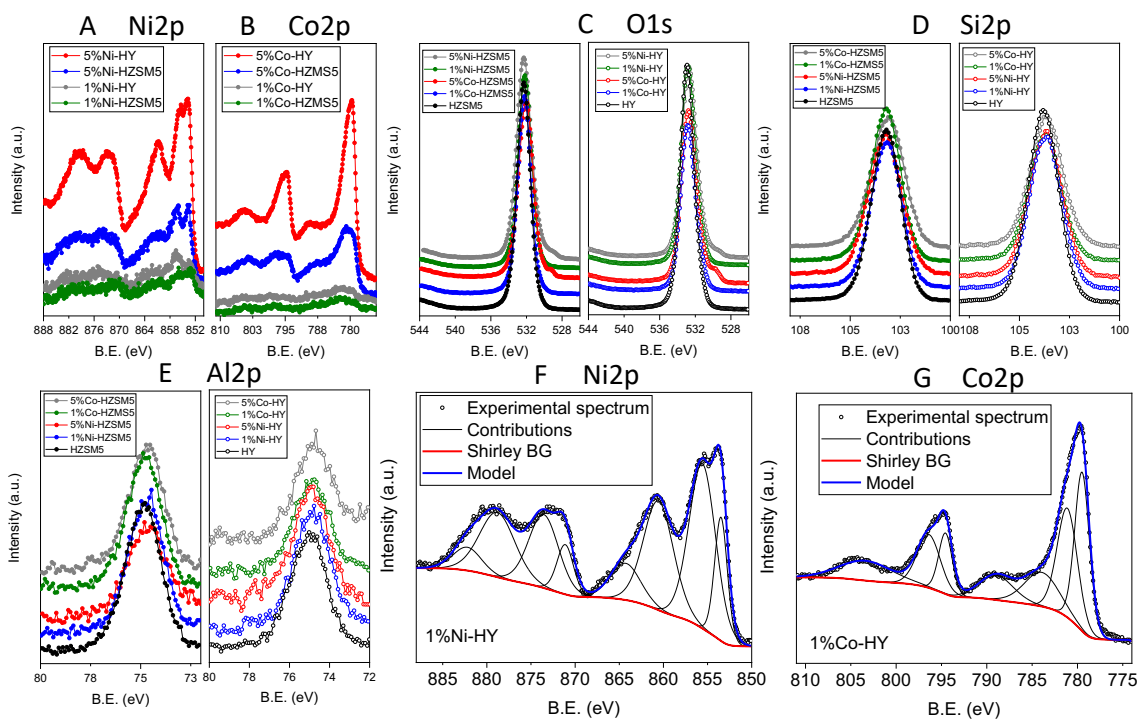 A Ni2p
5%Ni-HY
5%Ni-HZSM5
1%Ni-HY
1%Ni-HZSM5
Intensity (a.u.)
888 882 876 870 864 858 852
B.E. (eV)
B Co2p
5%Co-HY
5%Co-HZMS5
1%Co-HY
1%Co-HZMS5
810 803 795 788 780
B.E. (eV)
C O1s
5%Ni-HZSM5
1%Ni-HZSM5
5%Co-HZSM5
1%Co-HZMS5
HZSM5
Intensity (a.u.)
544 540 536 532 528
B.E. (eV)
5%Ni-HY
1%Ni-HY
5%Co-HY
1%Co-HY
HY
544 540 536 532 528
B.E. (eV)
D Si2p
5%Co-HZSM5
1%Co-HZMS5
5%Ni-HZSM5
1%Ni-HZSM5
HZSM5
Intensity (a.u.)
108 105 103 100
B.E. (eV)
5%Co-HY
1%Co-HY
5%Ni-HY
1%Ni-HY
HY
108 105 103 100
B.E. (eV)
E Al2p
5%Co-HZSM5
1%Co-HZMS5
5%Ni-HZSM5
1%Ni-HZSM5
HZSM5
Intensity (a.u.)
80 78 75 73
B.E. (eV)
5%Co-HY
1%Co-HY
5%Ni-HY
1%Ni-HY
HY
80 78 76 74 72
B.E. (eV)
F Ni2p
Experimental spectrum
Contributions
Shirley BG
Model
Intensity (a.u.)
1%Ni-HY
880 870 860 850
B.E. (eV)
G Co2p
Experimental spectrum
Contributions
Shirley BG
Model
Intensity (a.u.)
1%Co-HY
810 805 800 795 790 785 780 775
B.E. (eV)